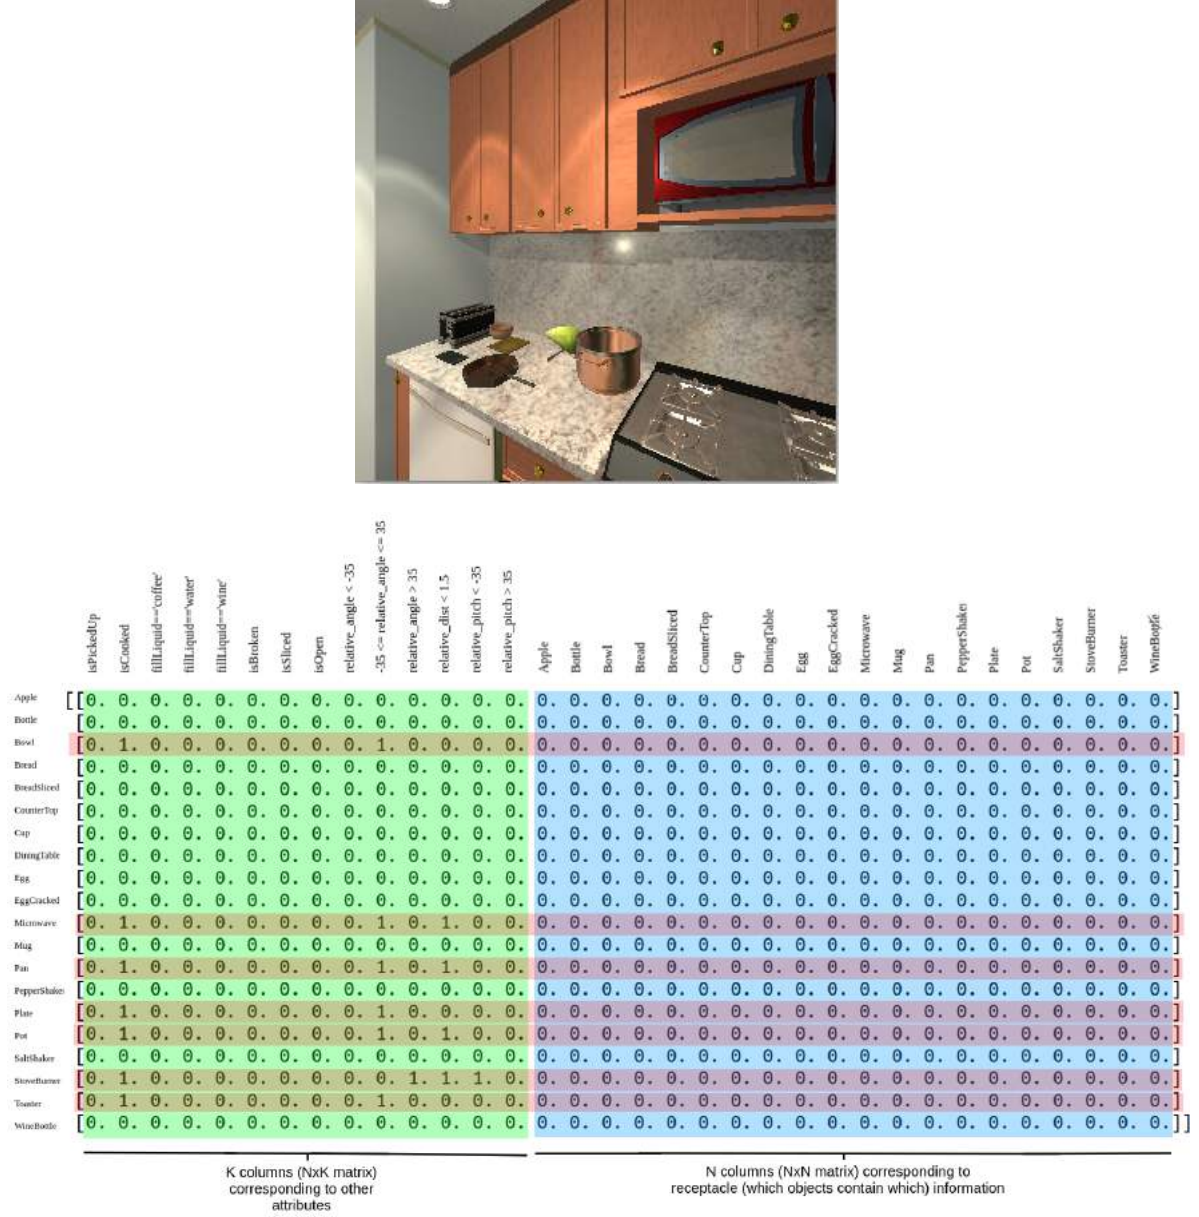 isPickedUp
isCooked
fillLiquid=='coffee'
fillLiquid=='water'
fillLiquid=='wine'
isBroken
isSliced
isOpen
relative_angle < -35
-35 <= relative_angle <= 35
relative_angle > 35
relative_dist < 1.5
relative_pitch < -35
relative_pitch > 35
Apple
Bottle
Bowl
Bread
BreadSliced
CounterTop
Cup
DiningTable
Egg
EggCracked
Microwave
Mug
Pan
PepperShaker
Plate
Pot
SaltShaker
StoveBurner
Toaster
WineBottle
Apple [[0. 0. 0. 0. 0. 0. 0. 0. 0. 0. 0. 0. 0. 0. 0. 0. 0. 0. 0. 0. 0. 0. 0. 0. 0. 0. 0. 0. 0. 0. 0. 0. 0. 0.]
Bottle [0. 0. 0. 0. 0. 0. 0. 0. 0. 0. 0. 0. 0. 0. 0. 0. 0. 0. 0. 0. 0. 0. 0. 0. 0. 0. 0. 0. 0. 0. 0. 0. 0. 0.]
Bowl [0. 1. 0. 0. 0. 0. 0. 0. 0. 1. 0. 0. 0. 0. 0. 0. 0. 0. 0. 0. 0. 0. 0. 0. 0. 0. 0. 0. 0. 0. 0. 0. 0. 0.]
Bread [0. 0. 0. 0. 0. 0. 0. 0. 0. 0. 0. 0. 0. 0. 0. 0. 0. 0. 0. 0. 0. 0. 0. 0. 0. 0. 0. 0. 0. 0. 0. 0. 0. 0.]
BreadSliced [0. 0. 0. 0. 0. 0. 0. 0. 0. 0. 0. 0. 0. 0. 0. 0. 0. 0. 0. 0. 0. 0. 0. 0. 0. 0. 0. 0. 0. 0. 0. 0. 0. 0.]
CounterTop [0. 0. 0. 0. 0. 0. 0. 0. 0. 0. 0. 0. 0. 0. 0. 0. 0. 0. 0. 0. 0. 0. 0. 0. 0. 0. 0. 0. 0. 0. 0. 0. 0. 0.]
Cup [0. 0. 0. 0. 0. 0. 0. 0. 0. 0. 0. 0. 0. 0. 0. 0. 0. 0. 0. 0. 0. 0. 0. 0. 0. 0. 0. 0. 0. 0. 0. 0. 0. 0.]
DiningTable [0. 0. 0. 0. 0. 0. 0. 0. 0. 0. 0. 0. 0. 0. 0. 0. 0. 0. 0. 0. 0. 0. 0. 0. 0. 0. 0. 0. 0. 0. 0. 0. 0. 0.]
Egg [0. 0. 0. 0. 0. 0. 0. 0. 0. 0. 0. 0. 0. 0. 0. 0. 0. 0. 0. 0. 0. 0. 0. 0. 0. 0. 0. 0. 0. 0. 0. 0. 0. 0.]
EggCracked [0. 0. 0. 0. 0. 0. 0. 0. 0. 0. 0. 0. 0. 0. 0. 0. 0. 0. 0. 0. 0. 0. 0. 0. 0. 0. 0. 0. 0. 0. 0. 0. 0. 0.]
Microwave [0. 1. 0. 0. 0. 0. 0. 0. 0. 1. 0. 1. 0. 0. 0. 0. 0. 0. 0. 0. 0. 0. 0. 0. 0. 0. 0. 0. 0. 0. 0. 0. 0. 0.]
Mug [0. 0. 0. 0. 0. 0. 0. 0. 0. 0. 0. 0. 0. 0. 0. 0. 0. 0. 0. 0. 0. 0. 0. 0. 0. 0. 0. 0. 0. 0. 0. 0. 0. 0.]
Pan [0. 1. 0. 0. 0. 0. 0. 0. 0. 1. 0. 1. 0. 0. 0. 0. 0. 0. 0. 0. 0. 0. 0. 0. 0. 0. 0. 0. 0. 0. 0. 0. 0. 0.]
PepperShaker [0. 0. 0. 0. 0. 0. 0. 0. 0. 0. 0. 0. 0. 0. 0. 0. 0. 0. 0. 0. 0. 0. 0. 0. 0. 0. 0. 0. 0. 0. 0. 0. 0. 0.]
Plate [0. 1. 0. 0. 0. 0. 0. 0. 0. 1. 0. 0. 0. 0. 0. 0. 0. 0. 0. 0. 0. 0. 0. 0. 0. 0. 0. 0. 0. 0. 0. 0. 0. 0.]
Pot [0. 1. 0. 0. 0. 0. 0. 0. 0. 1. 0. 1. 0. 0. 0. 0. 0. 0. 0. 0. 0. 0. 0. 0. 0. 0. 0. 0. 0. 0. 0. 0. 0. 0.]
SaltShaker [0. 0. 0. 0. 0. 0. 0. 0. 0. 0. 0. 0. 0. 0. 0. 0. 0. 0. 0. 0. 0. 0. 0. 0. 0. 0. 0. 0. 0. 0. 0. 0. 0. 0.]
StoveBurner [0. 1. 0. 0. 0. 0. 0. 0. 0. 0. 1. 1. 1. 0. 0. 0. 0. 0. 0. 0. 0. 0. 0. 0. 0. 0. 0. 0. 0. 0. 0. 0. 0. 0.]
Toaster [0. 1. 0. 0. 0. 0. 0. 0. 0. 1. 0. 0. 0. 0. 0. 0. 0. 0. 0. 0. 0. 0. 0. 0. 0. 0. 0. 0. 0. 0. 0. 0. 0. 0.]
WineBottle [0. 0. 0. 0. 0. 0. 0. 0. 0. 0. 0. 0. 0. 0. 0. 0. 0. 0. 0. 0. 0. 0. 0. 0. 0. 0. 0. 0. 0. 0. 0. 0. 0. 0.]]
K columns (NxK matrix)
corresponding to other
attributes
N columns (NxN matrix) corresponding to
receptacle (which objects contain which) information